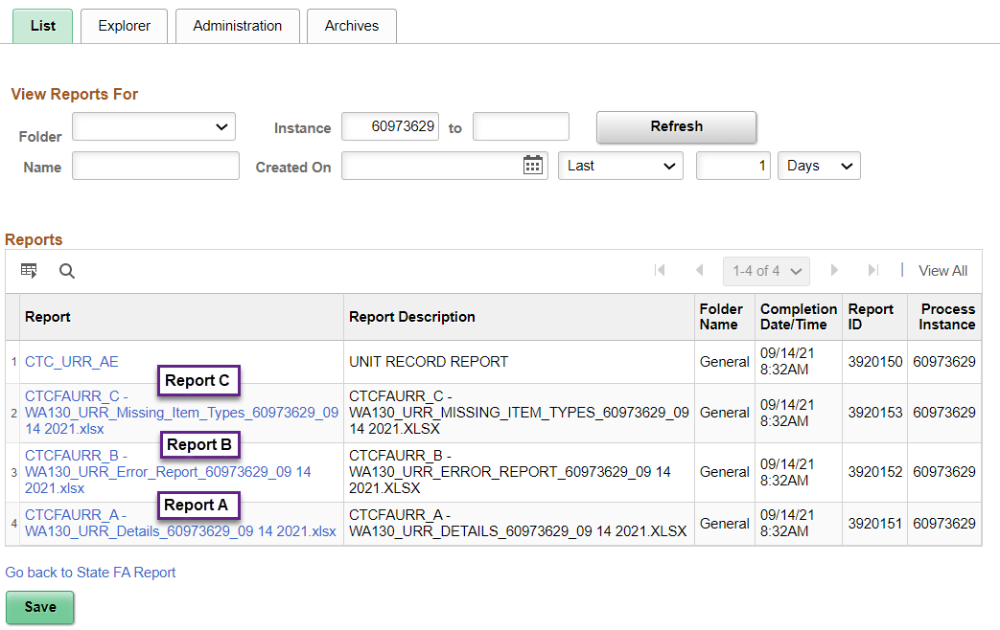 List Explorer Administration Archives
View Reports For
Folder Instance 60973629 to Refresh
Name Created On Last 1 Days
Reports
1-4 of 4 View All
Report Report Description Folder Name Completion Date/Time Report ID Process Instance
1 CTC_URR_AE UNIT RECORD REPORT General 09/14/21 8:32AM 3920150 60973629
Report C
2 CTCFAURR_C - WA130_URR_Missing_Item_Types_60973629_09 14 2021.xlsx CTCFAURR_C - WA130_URR_MISSING_ITEM_TYPES_60973629_09 14 2021.XLSX General 09/14/21 8:32AM 3920153 60973629
Report B
3 CTCFAURR_B - WA130_URR_Error_Report_60973629_09 14 2021.xlsx CTCFAURR_B - WA130_URR_ERROR_REPORT_60973629_09 14 2021.XLSX General 09/14/21 8:32AM 3920152 60973629
Report A
4 CTCFAURR_A - WA130_URR_Details_60973629_09 14 2021.xlsx CTCFAURR_A - WA130_URR_DETAILS_60973629_09 14 2021.XLSX General 09/14/21 8:32AM 3920151 60973629
Go back to State FA Report
Save